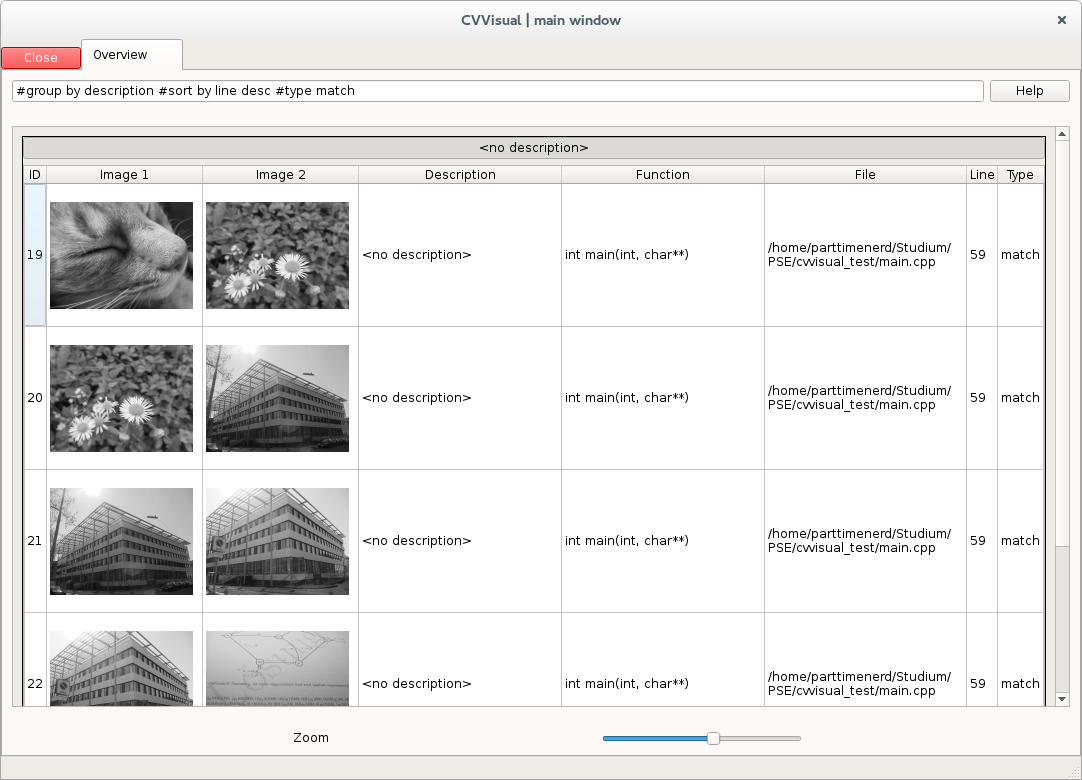 CVVisual | main window
Close
Overview
#group by description #sort by line desc #type match
Help
<no description>
ID Image 1 Image 2 Description Function File Line Type
19 <no description> int main(int, char**) /home/parttimenerd/Studium/ 59 match
PSE/cvvisual_test/main.cpp
20 <no description> int main(int, char**) /home/parttimenerd/Studium/ 59 match
PSE/cvvisual_test/main.cpp
21 <no description> int main(int, char**) /home/parttimenerd/Studium/ 59 match
PSE/cvvisual_test/main.cpp
22 <no description> int main(int, char**) /home/parttimenerd/Studium/ 59 match
PSE/cvvisual_test/main.cpp
Zoom